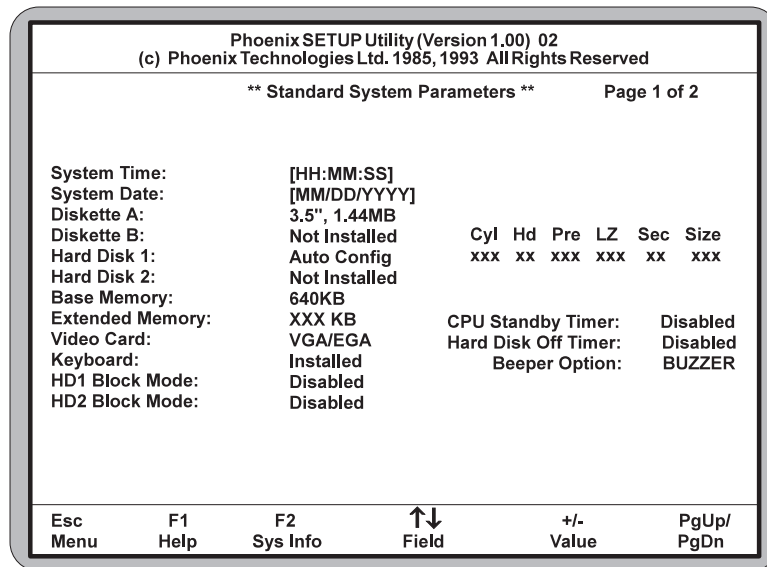 Phoenix SETUP Utility (Version 1.00) 02
(c) Phoenix Technologies Ltd. 1985, 1993 All Rights Reserved
** Standard System Parameters ** Page 1 of 2
System Time: [HH:MM:SS]
System Date: [MM/DD/YYYY]
Diskette A: 3.5", 1.44MB
Diskette B: Not Installed Cyl Hd Pre LZ Sec Size
Hard Disk 1: Auto Config xxx xx xxx xxx xx xxx
Hard Disk 2: Not Installed
Base Memory: 640KB
Extended Memory: XXX KB CPU Standby Timer: Disabled
Video Card: VGA/EGA Hard Disk Off Timer: Disabled
Keyboard: Installed Beeper Option: BUZZER
HD1 Block Mode: Disabled
HD2 Block Mode: Disabled
Esc F1 F2 ↑↓ +/- PgUp/
Menu Help Sys Info Field Value PgDn